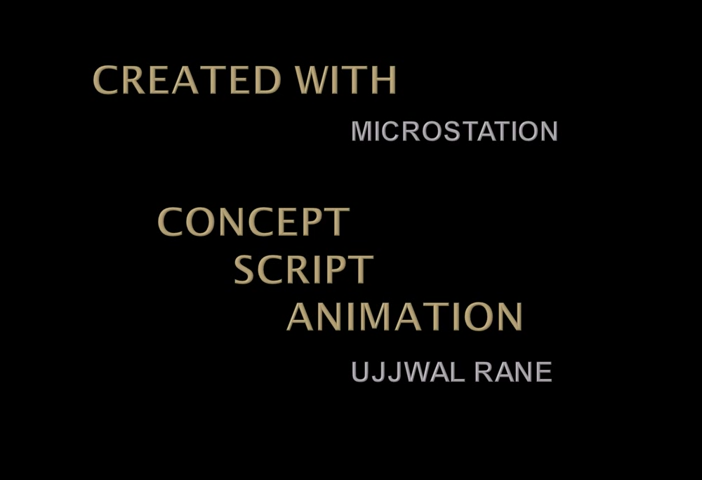 CREATED WITH
MICROSTATION
CONCEPT
SCRIPT
ANIMATION
UJJWAL RANE